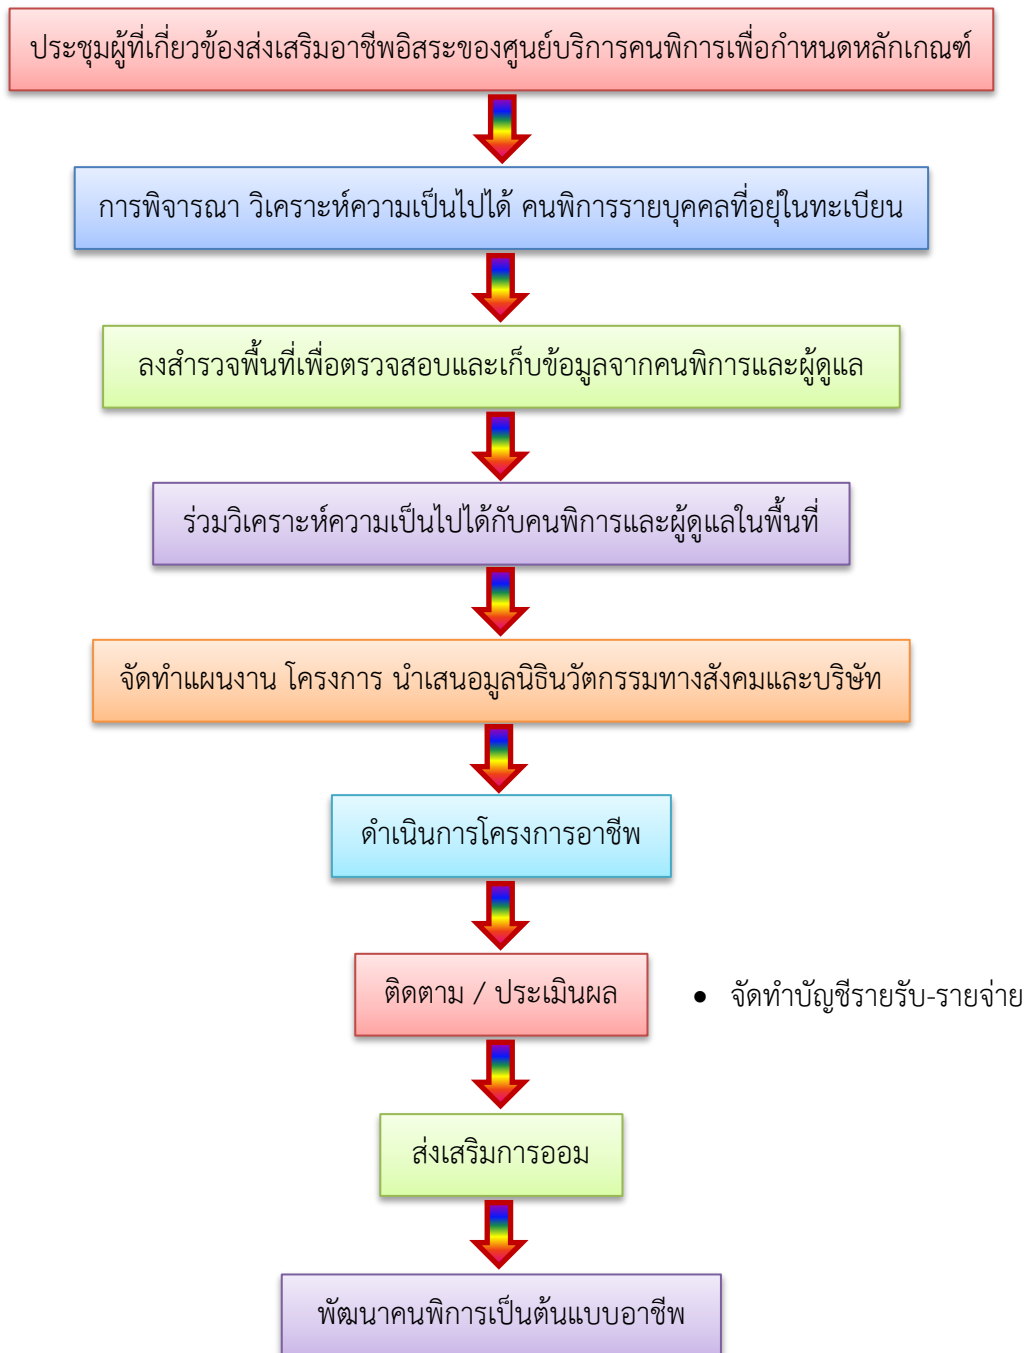 ประชุมผู้ที่เกี่ยวข้องส่งเสริมอาชีพอิสระของศูนย์บริการคนพิการเพื่อกำหนดหลักเกณฑ์
การพิจารณา วิเคราะห์ความเป็นไปได้ คนพิการรายบุคคลที่อยู่ในทะเบียน
ลงสำรวจพื้นที่เพื่อตรวจสอบและเก็บข้อมูลจากคนพิการและผู้ดูแล
ร่วมวิเคราะห์ความเป็นไปได้กับคนพิการและผู้ดูแลในพื้นที่
จัดทำแผนงาน โครงการ นำเสนอมูลนิธินวัตกรรมทางสังคมและบริษัท
ดำเนินการโครงการอาชีพ
ติดตาม / ประเมินผล
• จัดทำบัญชีรายรับ-รายจ่าย
ส่งเสริมการออม
พัฒนาคนพิการเป็นต้นแบบอาชีพ